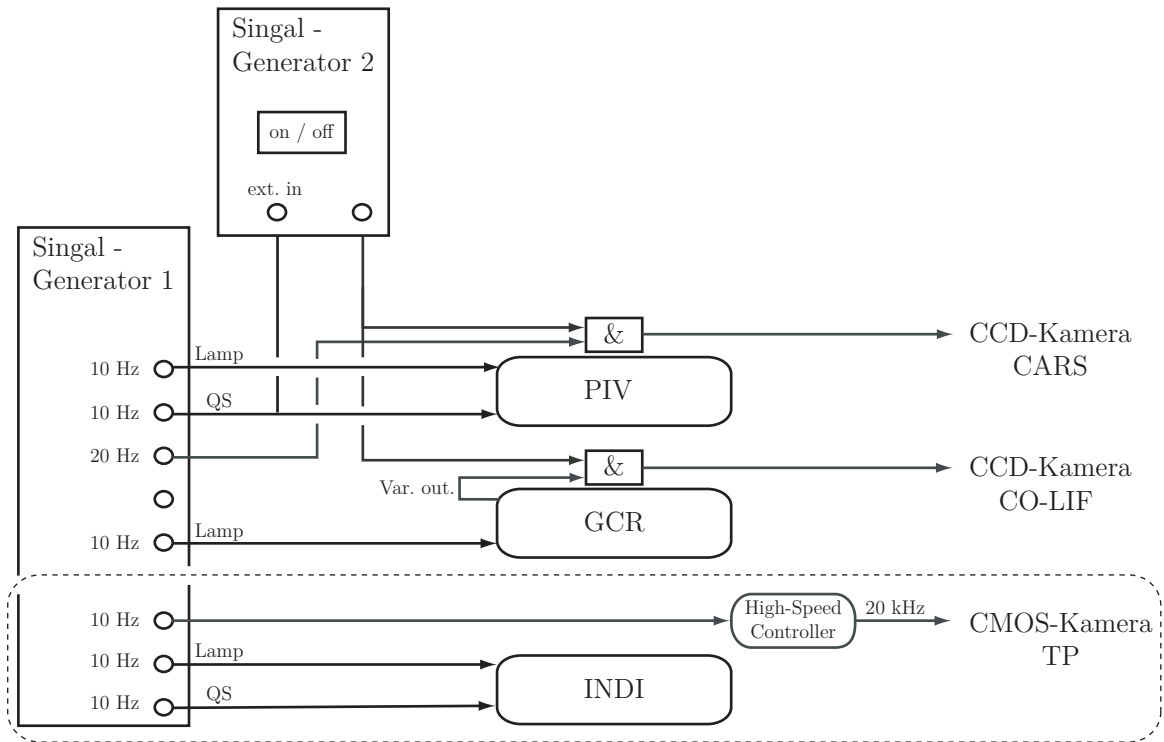 Singal -
Generator 2
on / off
ext. in
Singal -
Generator 1
10 Hz
Lamp
10 Hz
QS
20 Hz
10 Hz
Lamp
&
PIV
CCD-Kamera
CARS
&
Var. out.
GCR
CCD-Kamera
CO-LIF
10 Hz
High-Speed
Controller
20 kHz
CMOS-Kamera
TP
10 Hz
Lamp
10 Hz
QS
INDI